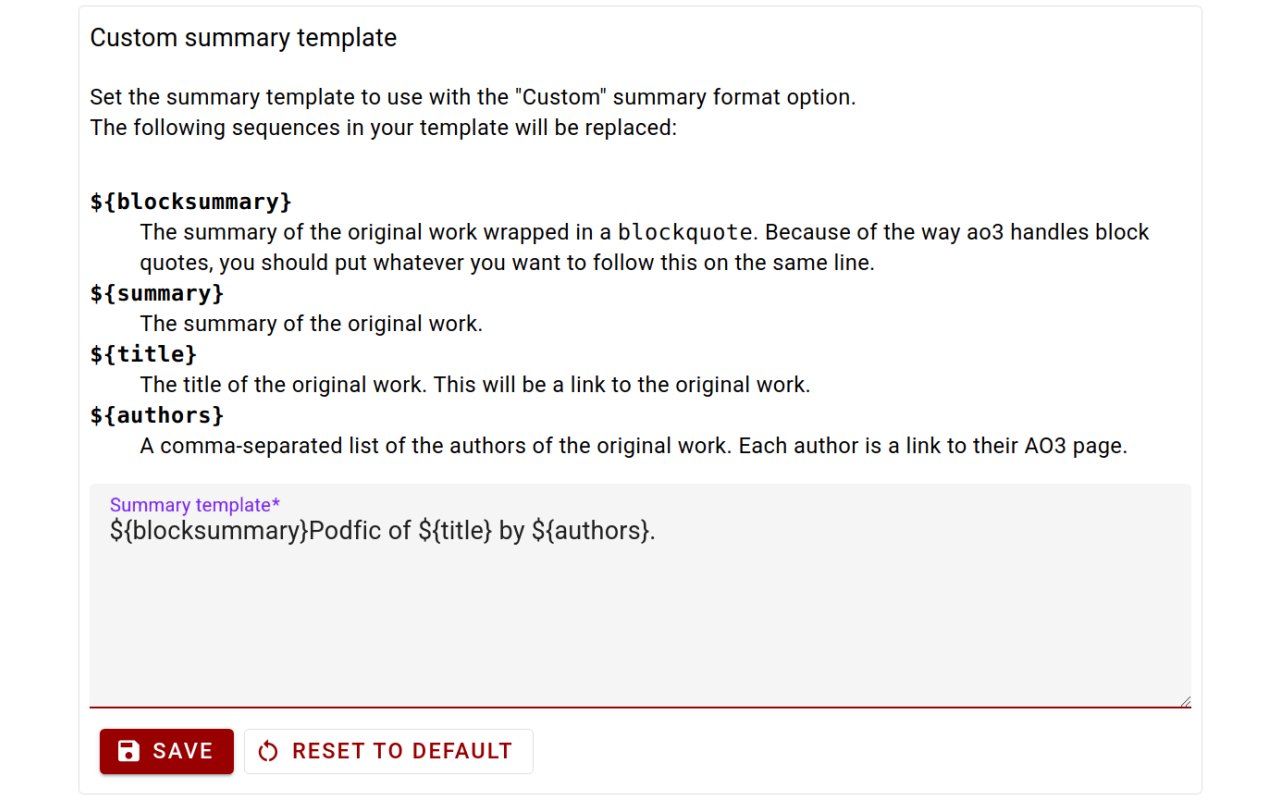 Custom summary template
Set the summary template to use with the "Custom" summary format option.
The following sequences in your template will be replaced:
${blocksummary}
The summary of the original work wrapped in a blockquote. Because of the way ao3 handles block
quotes, you should put whatever you want to follow this on the same line.
${summary}
The summary of the original work.
${title}
The title of the original work. This will be a link to the original work.
${authors}
A comma-separated list of the authors of the original work. Each author is a link to their AO3 page.
Summary template*
${blocksummary}Podfic of ${title} by ${authors}.
SAVE
RESET TO DEFAULT